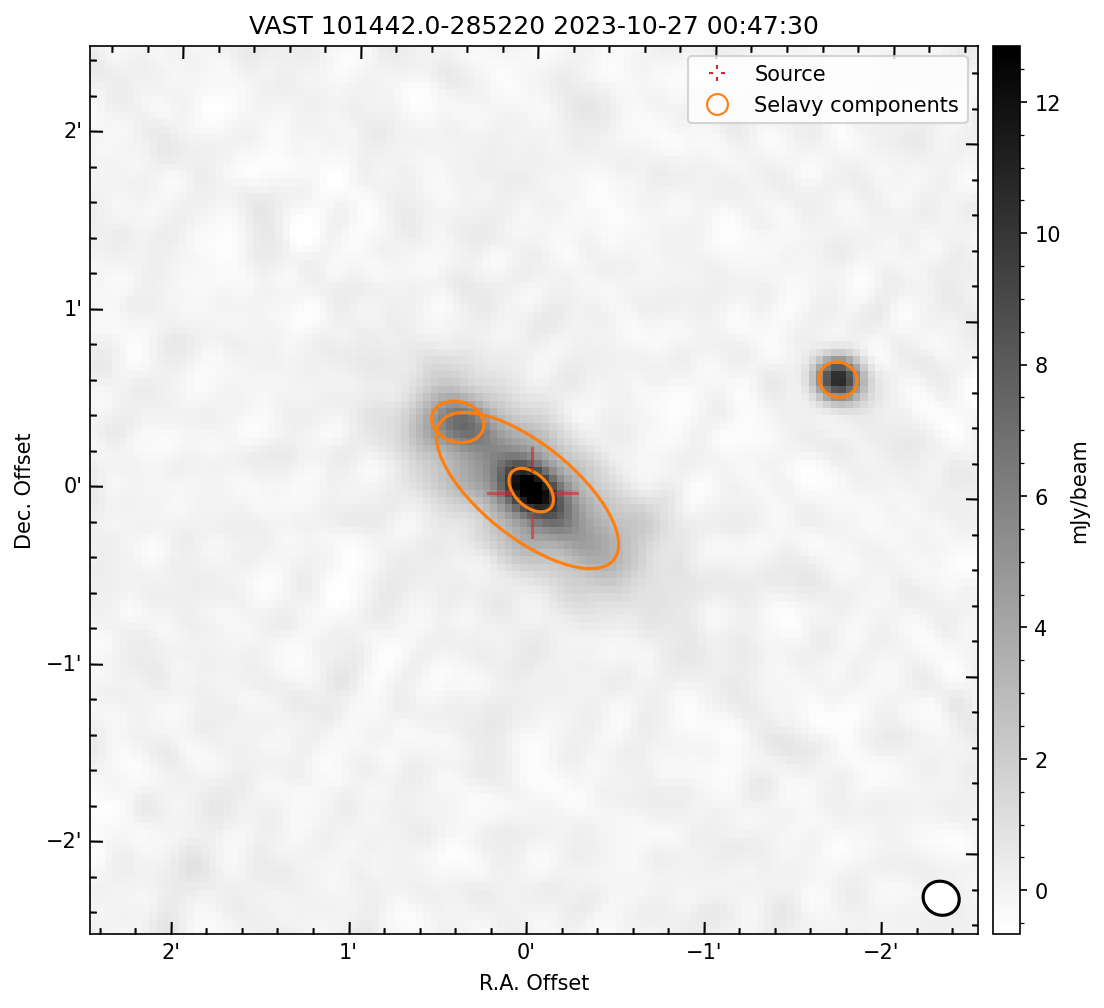 VAST 101442.0-285220 2023-10-27 00:47:30
Source
Selavy components
2'
1'
0'
−1'
−2'
Dec. Offset
2'
1'
0'
−1'
−2'
R.A. Offset
12
10
8
6
4
2
0
mJy/beam